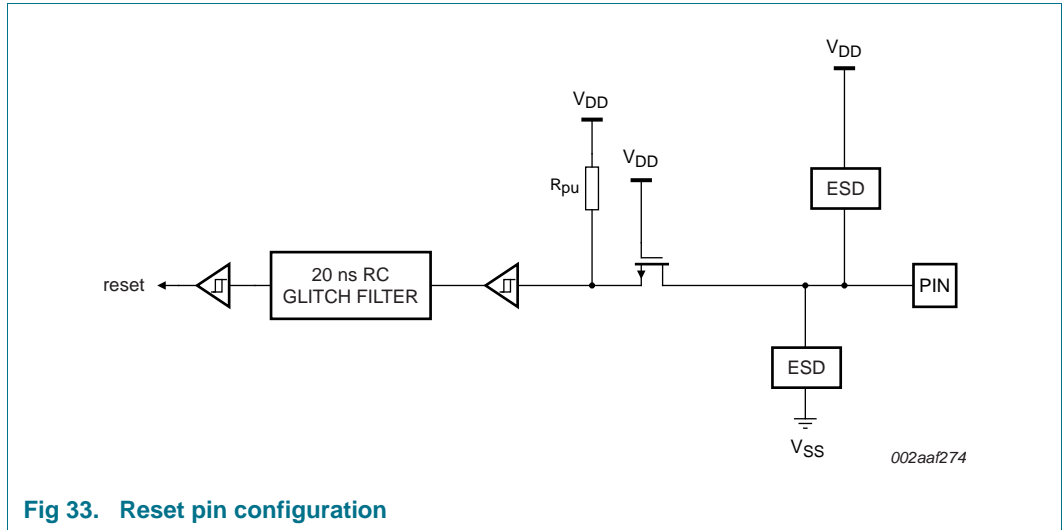 VDD
VDD
VDD
Rpu
ESD
reset
20 ns RC
GLITCH FILTER
PIN
ESD
VSS
002aaf274
Fig 33. Reset pin configuration